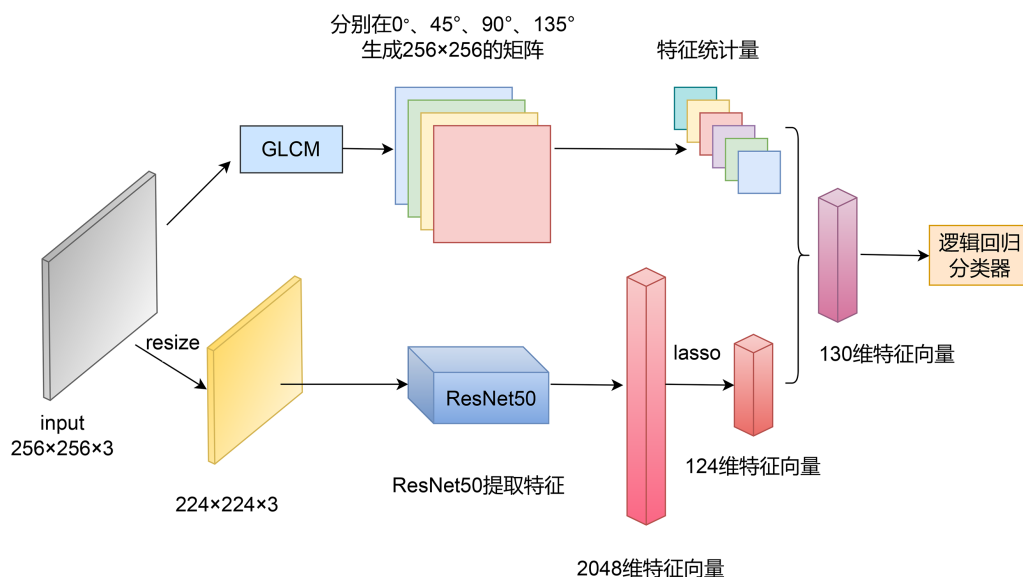 分别在0°、45°、90°、135°
生成256×256的矩阵
特征统计量
GLCM
逻辑回归
分类器
resize
lasso
130维特征向量
ResNet50
input
256×256×3
124维特征向量
ResNet50提取特征
224×224×3
2048维特征向量